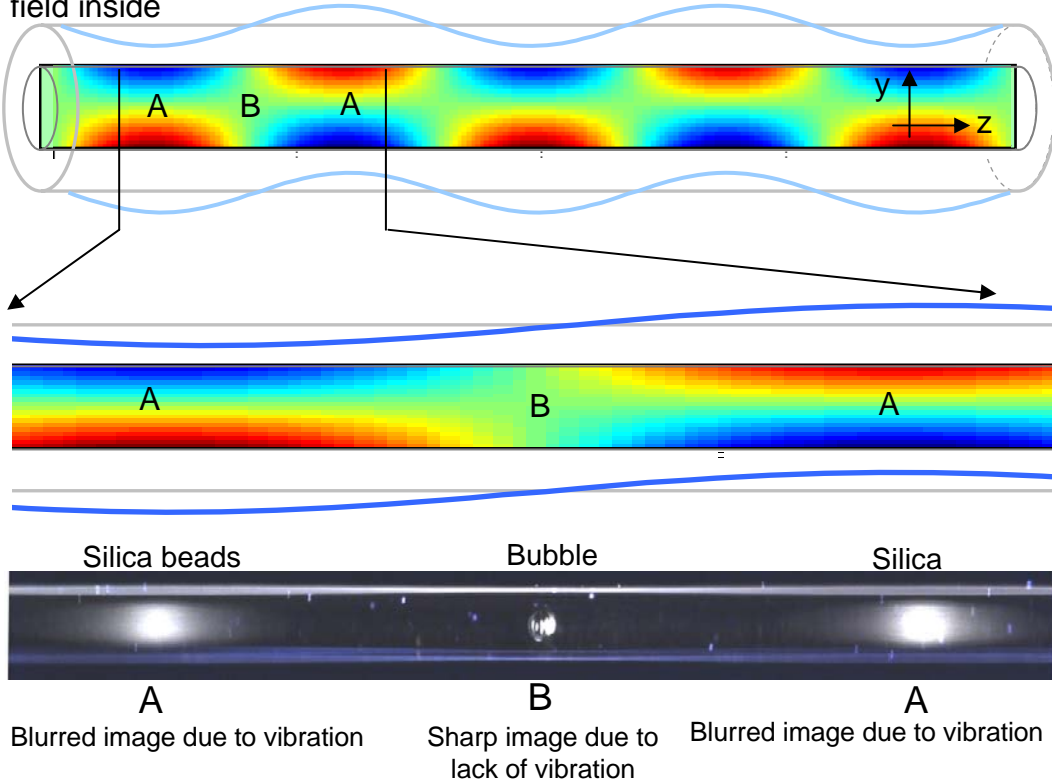 field inside
A B A
y
z
A B A
Silica beads Bubble Silica
A B A
Blurred image due to vibration Sharp image due to Blurred image due to vibration
lack of vibration